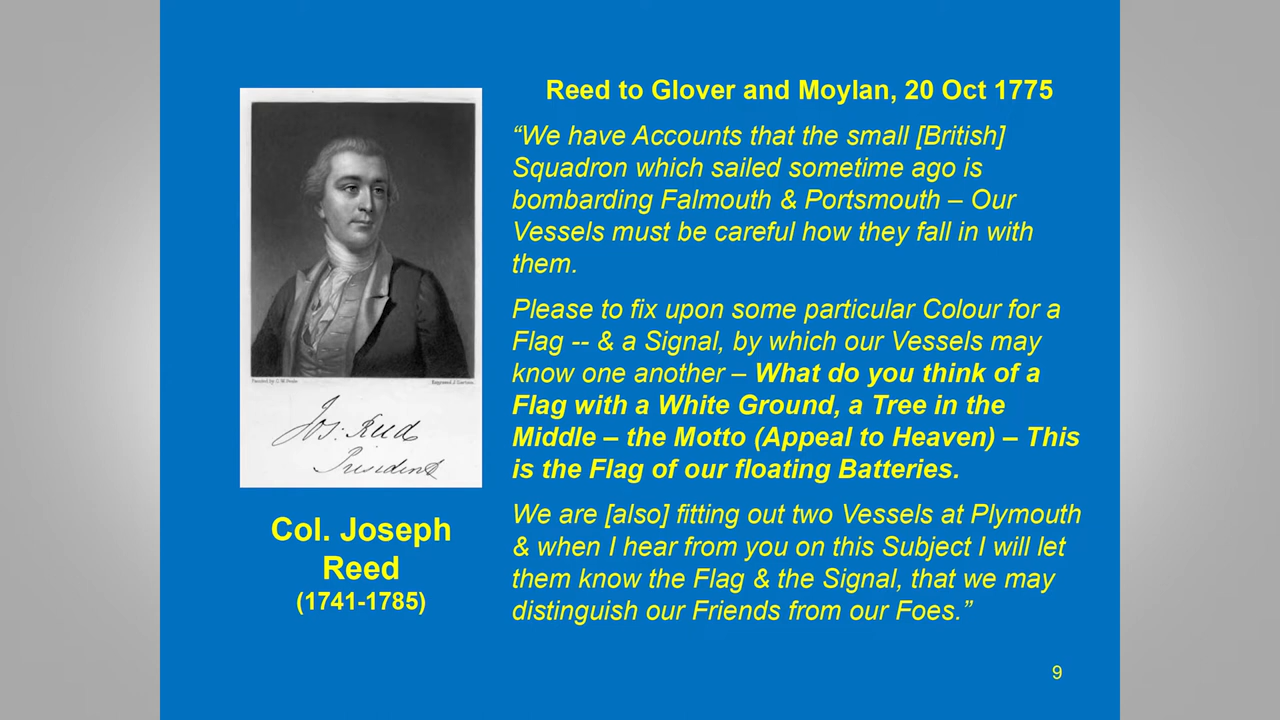 Reed to Glover and Moylan, 20 Oct 1775
“We have Accounts that the small [British]
Squadron which sailed sometime ago is
bombarding Falmouth & Portsmouth – Our
Vessels must be careful how they fall in with
them.
Please to fix upon some particular Colour for a
Flag -- & a Signal, by which our Vessels may
know one another – What do you think of a
Flag with a White Ground, a Tree in the
Middle – the Motto (Appeal to Heaven) – This
is the Flag of our floating Batteries.
We are [also] fitting out two Vessels at Plymouth
& when I hear from you on this Subject I will let
them know the Flag & the Signal, that we may
distinguish our Friends from our Foes.”
Jos: Reed
President
Col. Joseph
Reed
(1741-1785)
9